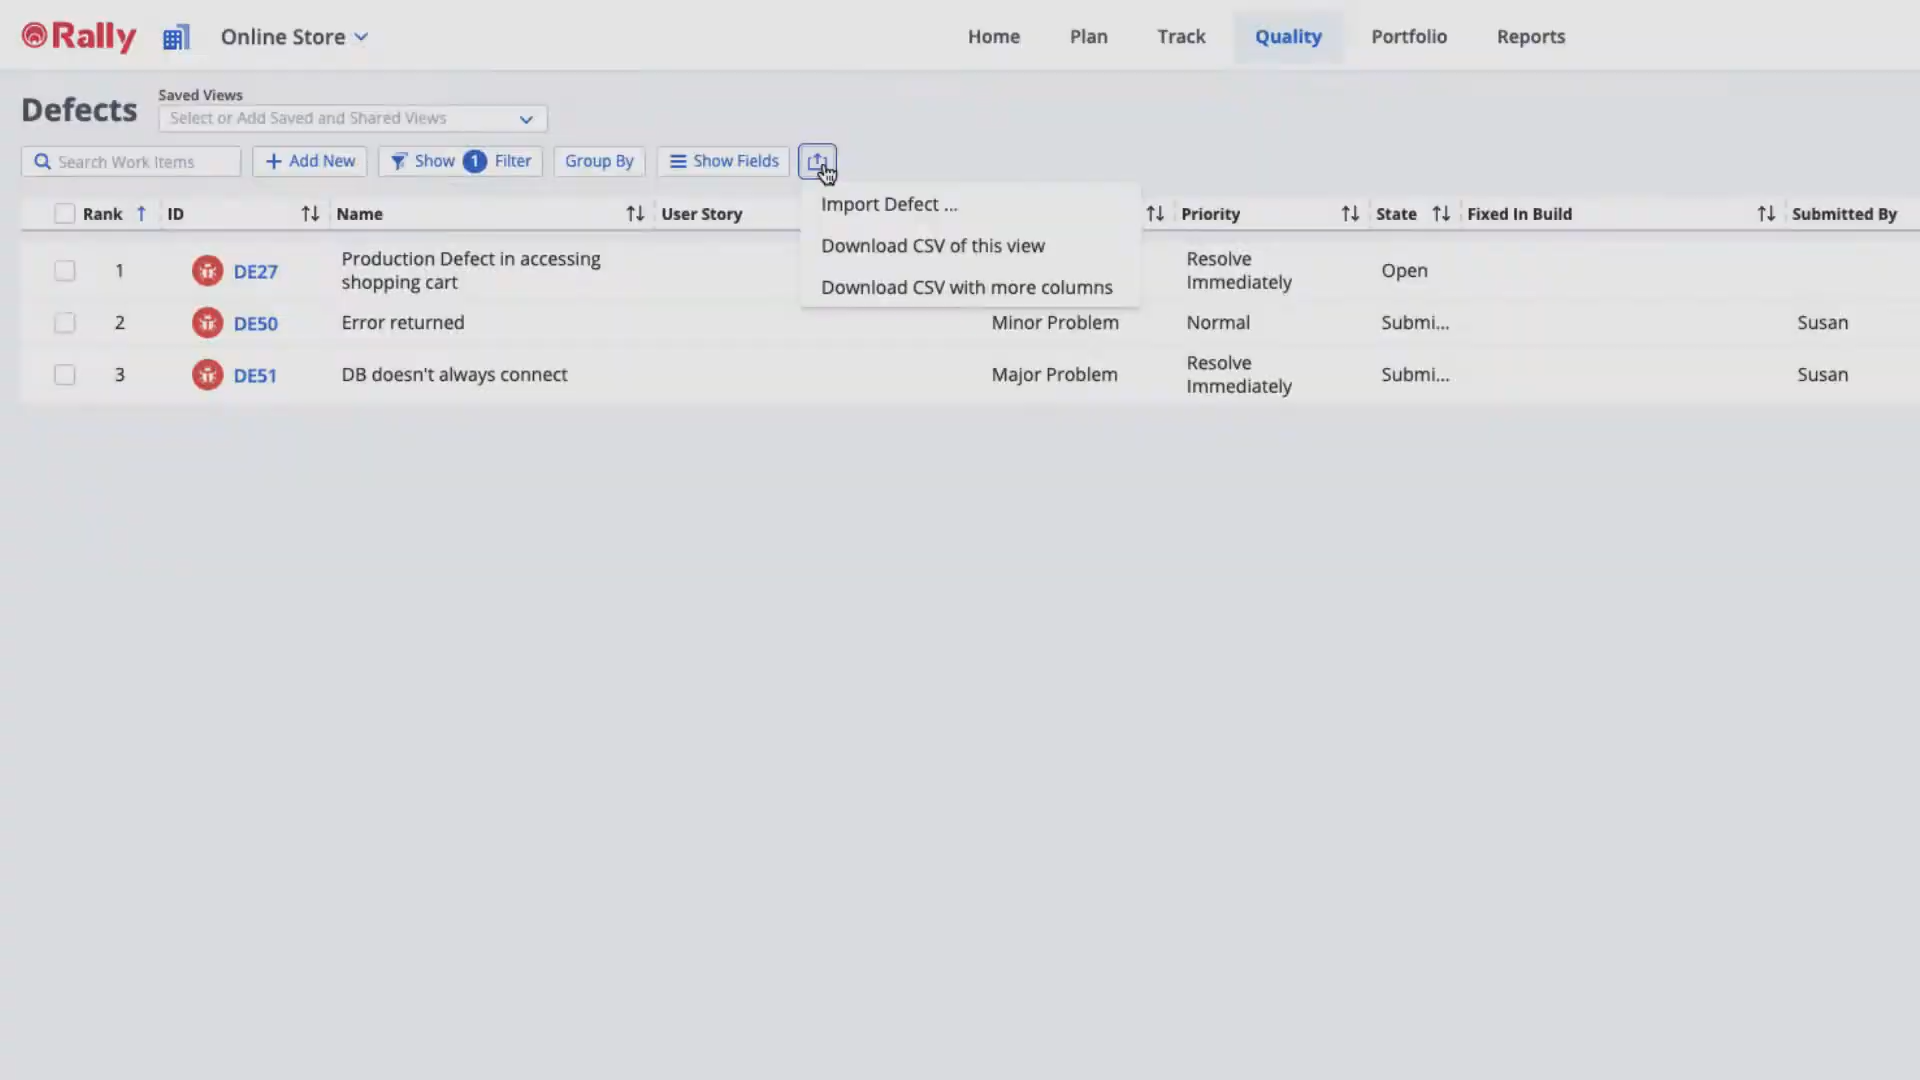 Rally Online Store Home Plan Track Quality Portfolio Reports
Defects
Saved Views
Select or Add Saved and Shared Views
Search Work Items + Add New Show 1 Filter Group By Show Fields
Import Defect ...
Download CSV of this view
Download CSV with more columns
Rank ID Name User Story Priority State Fixed In Build Submitted By
1 DE27 Production Defect in accessing shopping cart Resolve Immediately Open
2 DE50 Error returned Minor Problem Normal Submi... Susan
3 DE51 DB doesn't always connect Major Problem Resolve Immediately Submi... Susan